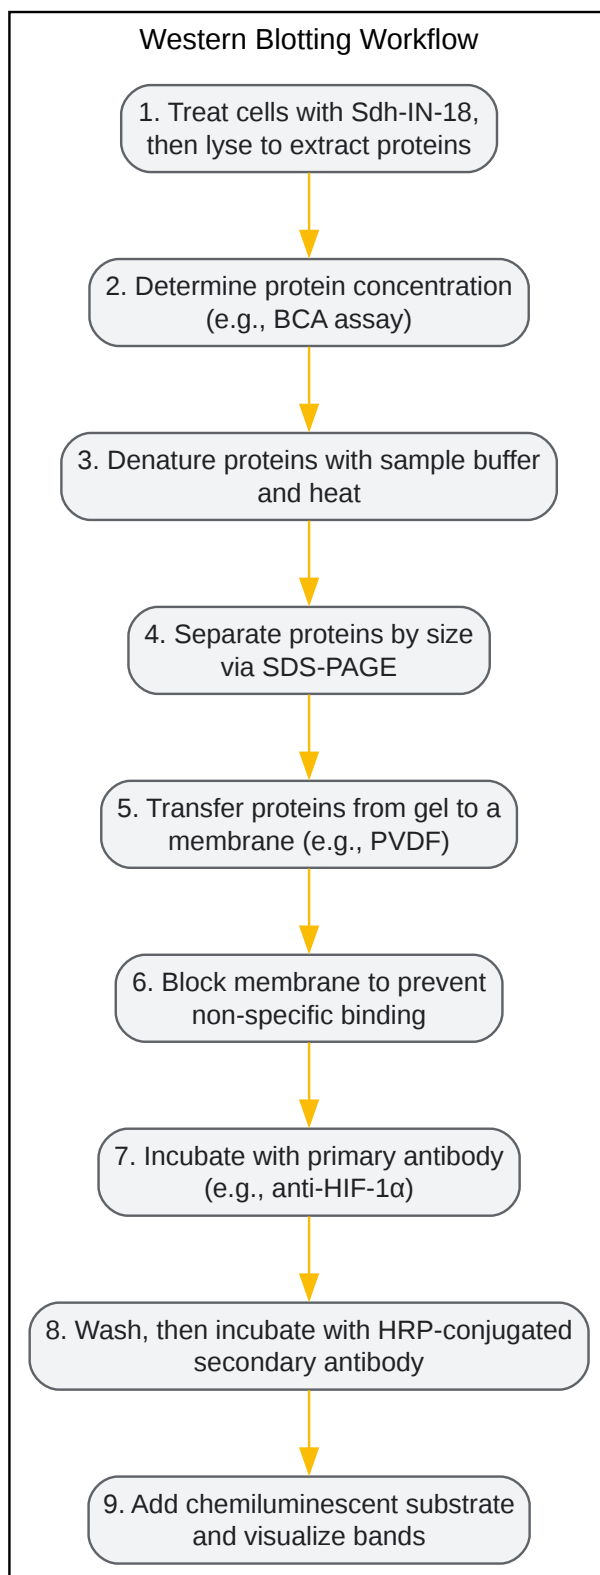 Western Blotting Workflow
1. Treat cells with Sdh-IN-18,
then lyse to extract proteins
2. Determine protein concentration
(e.g., BCA assay)
3. Denature proteins with sample buffer
and heat
4. Separate proteins by size
via SDS-PAGE
5. Transfer proteins from gel to a
membrane (e.g., PVDF)
6. Block membrane to prevent
non-specific binding
7. Incubate with primary antibody
(e.g., anti-HIF-1α)
8. Wash, then incubate with HRP-conjugated
secondary antibody
9. Add chemiluminescent substrate
and visualize bands